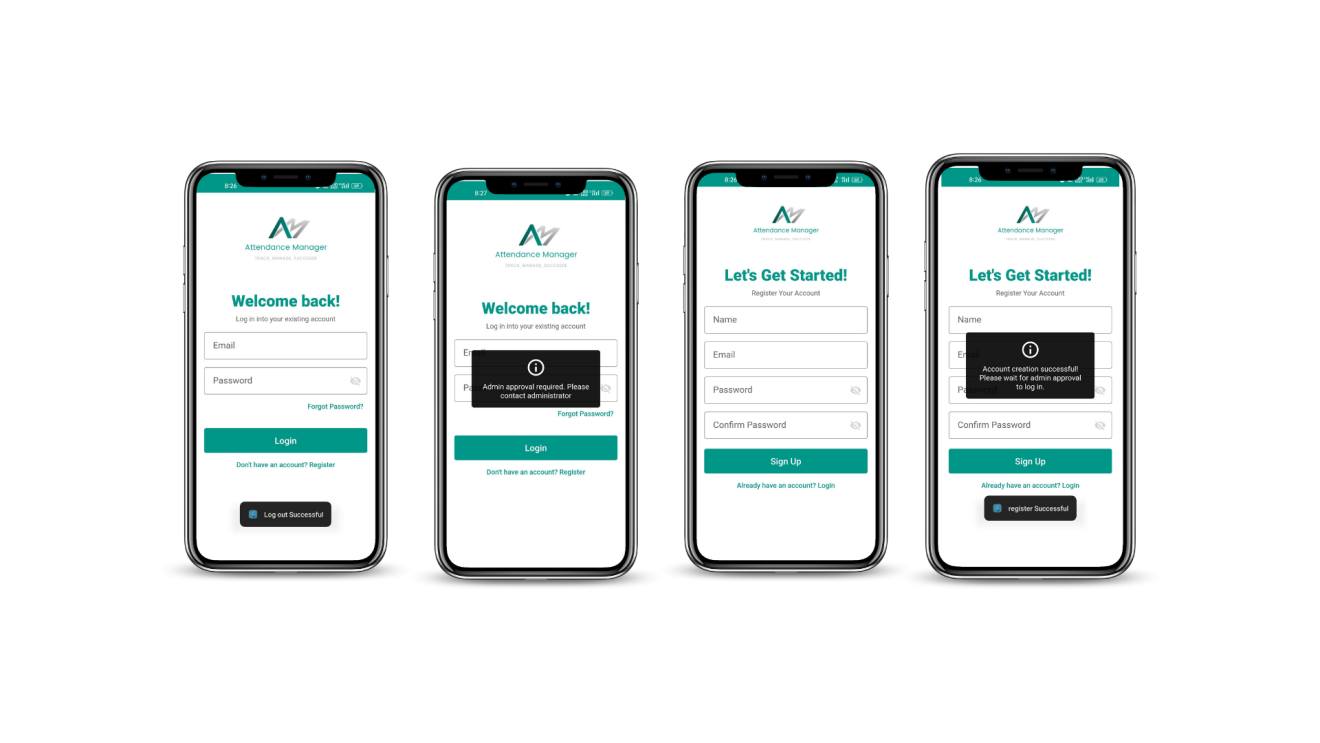 8:26
Attendance Manager
TRACK, MANAGE, SUCCEED
Welcome back!
Log in into your existing account
Email
Password
Forgot Password?
Login
Don't have an account? Register
Log out Successful
8:27
Attendance Manager
TRACK, MANAGE, SUCCEED
Welcome back!
Log in into your existing account
Admin approval required. Please
contact administrator
Forgot Password?
Login
Don't have an account? Register
8:26
Attendance Manager
TRACK, MANAGE, SUCCEED
Let's Get Started!
Register Your Account
Name
Email
Password
Confirm Password
Sign Up
Already have an account? Login
8:26
Attendance Manager
TRACK, MANAGE, SUCCEED
Let's Get Started!
Register Your Account
Name
Account creation successful!
Please wait for admin approval
to log in.
Confirm Password
Sign Up
Already have an account? Login
register Successful